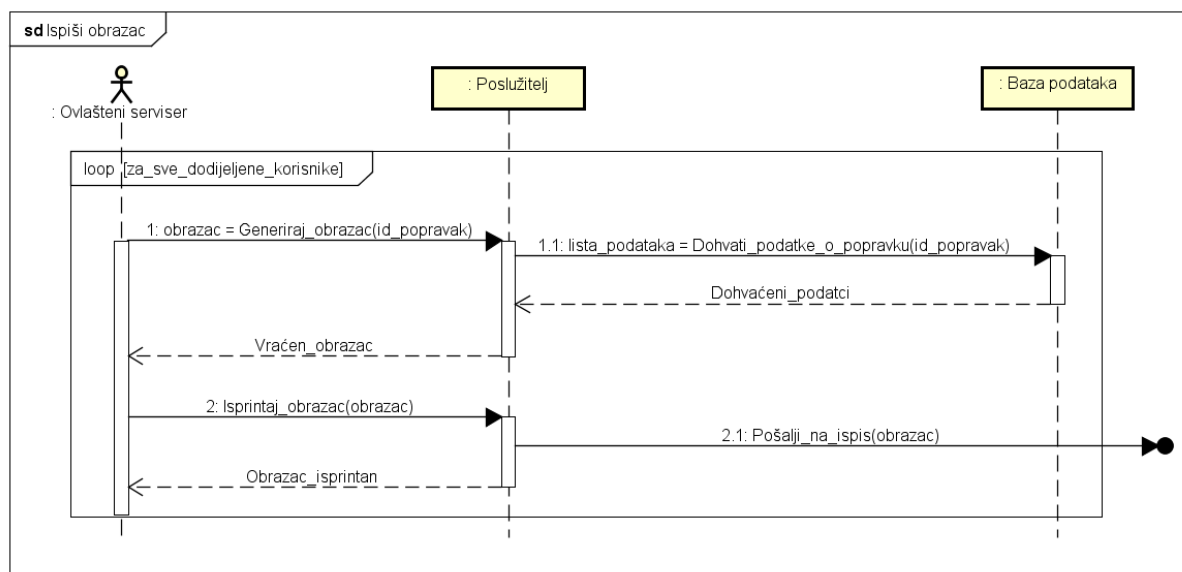 sd Ispiši obrazac
: Ovlašteni serviser
: Poslužitelj
: Baza podataka
loop [za_sve_dodijeljene_korisnike]
1: obrazac = Generiraj_obrazac(id_popravak)
1.1: lista_podataka = Dohvati_podatke_o_popravku(id_popravak)
Dohvaćeni_podatci
Vraćen_obrazac
2: Isprintaj_obrazac(obrazac)
2.1: Pošalji_na_ispis(obrazac)
Obrazac_isprintan